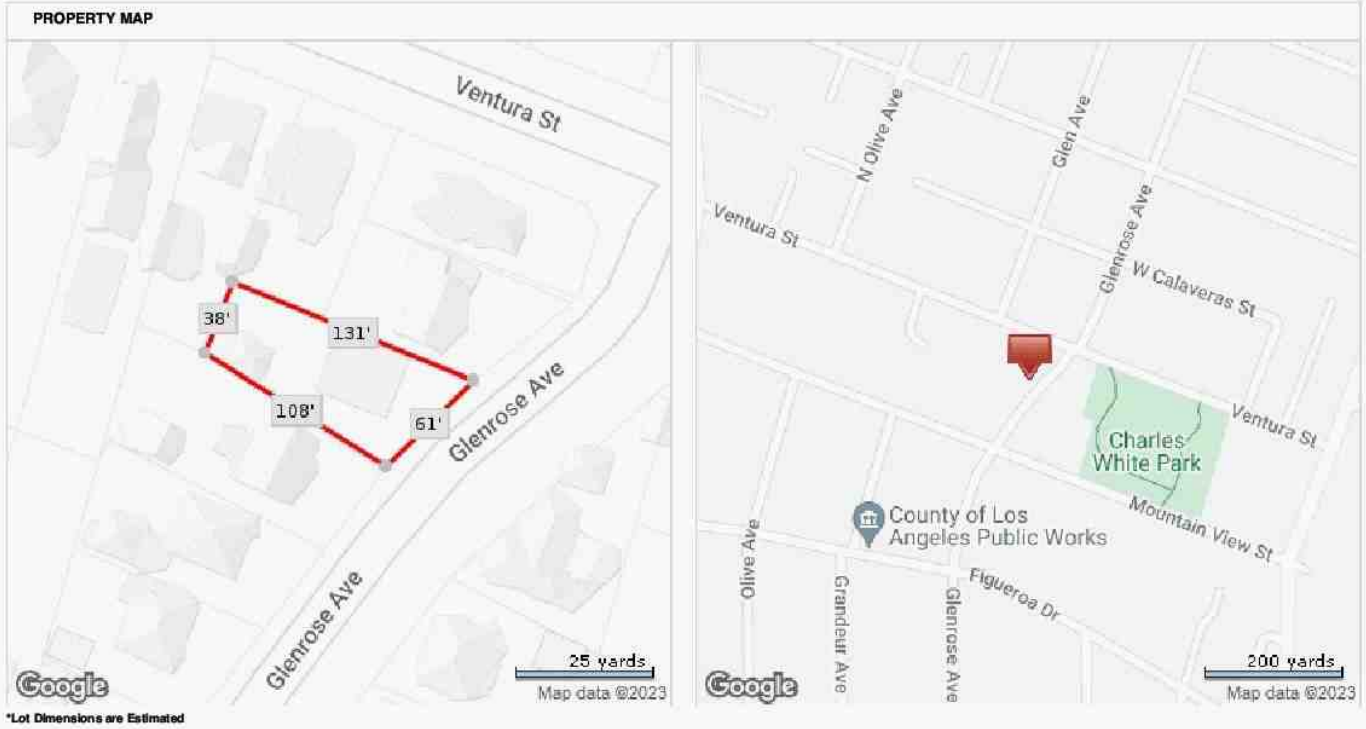 PROPERTY MAP
Ventura St
38'
131'
108'
61'
Glenrose Ave
Glenrose Ave
25 yards
Google
Map data ©2023
N Olive Ave
Glen Ave
Glenrose Ave
Ventura St
W Calaveras St
Ventura St
Charles
White Park
Mountain View St
County of Los
Angeles Public Works
Olive Ave
Grandeur Ave
Glenrose Ave
Figueroa Dr
200 yards
Google
Map data ©2023
*Lot Dimensions are Estimated